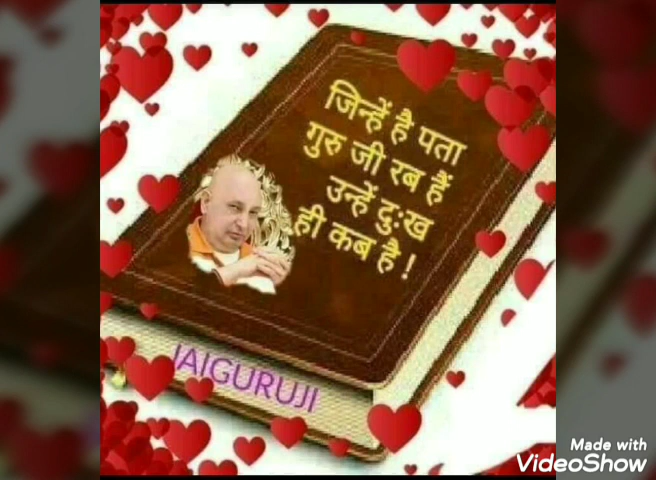 जिन्हें है पता
गुरु जी रब हैं
उन्हें दुःख
ही कब है !
JAIGURUJI
Made with
VideoShow